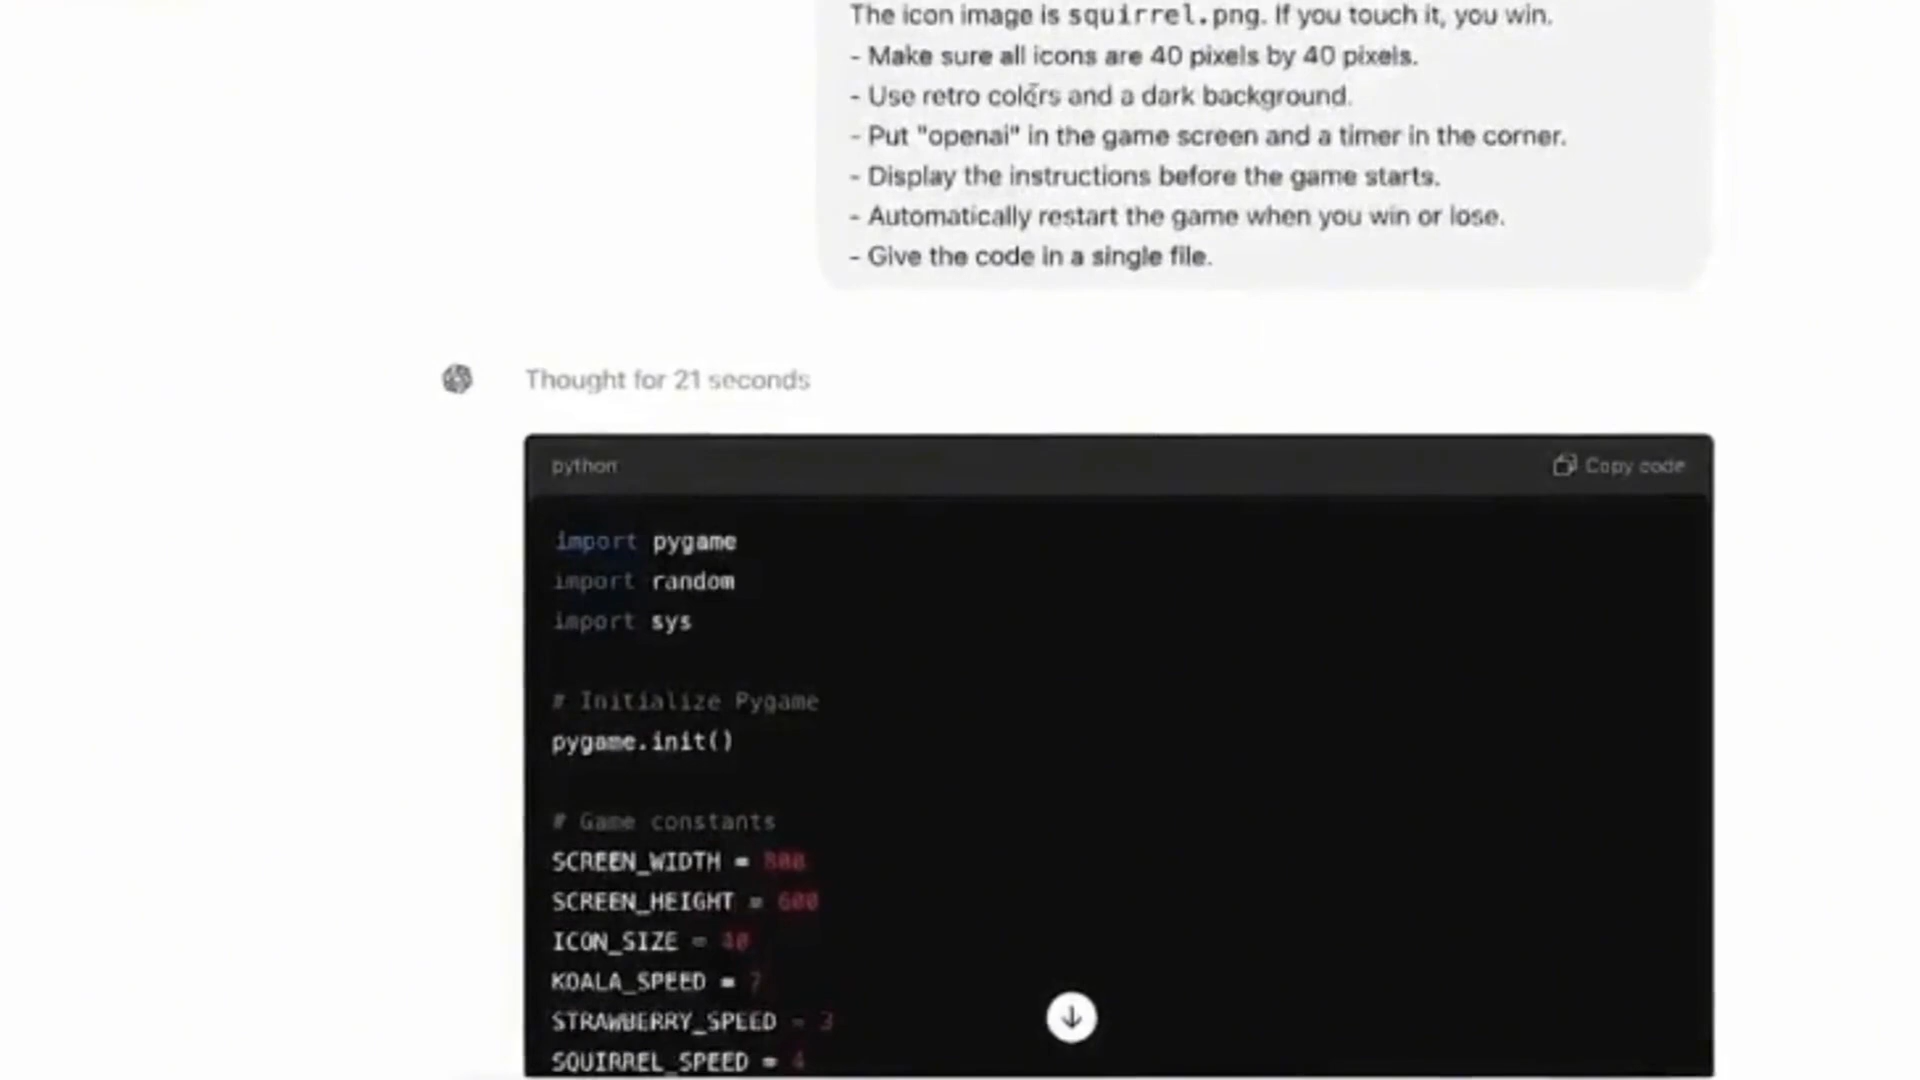 The icon image is squirrel.png. If you touch it, you win.
- Make sure all icons are 40 pixels by 40 pixels.
- Use retro colors and a dark background.
- Put "openai" in the game screen and a timer in the corner.
- Display the instructions before the game starts.
- Automatically restart the game when you win or lose.
- Give the code in a single file.
Thought for 21 seconds
python
Copy code
import pygame
import random
import sys
# Initialize Pygame
pygame.init()
# Game constants
SCREEN_WIDTH = 800
SCREEN_HEIGHT = 600
ICON_SIZE = 40
KOALA_SPEED = 7
STRAWBERRY_SPEED = 3
SQUIRREL_SPEED = 4